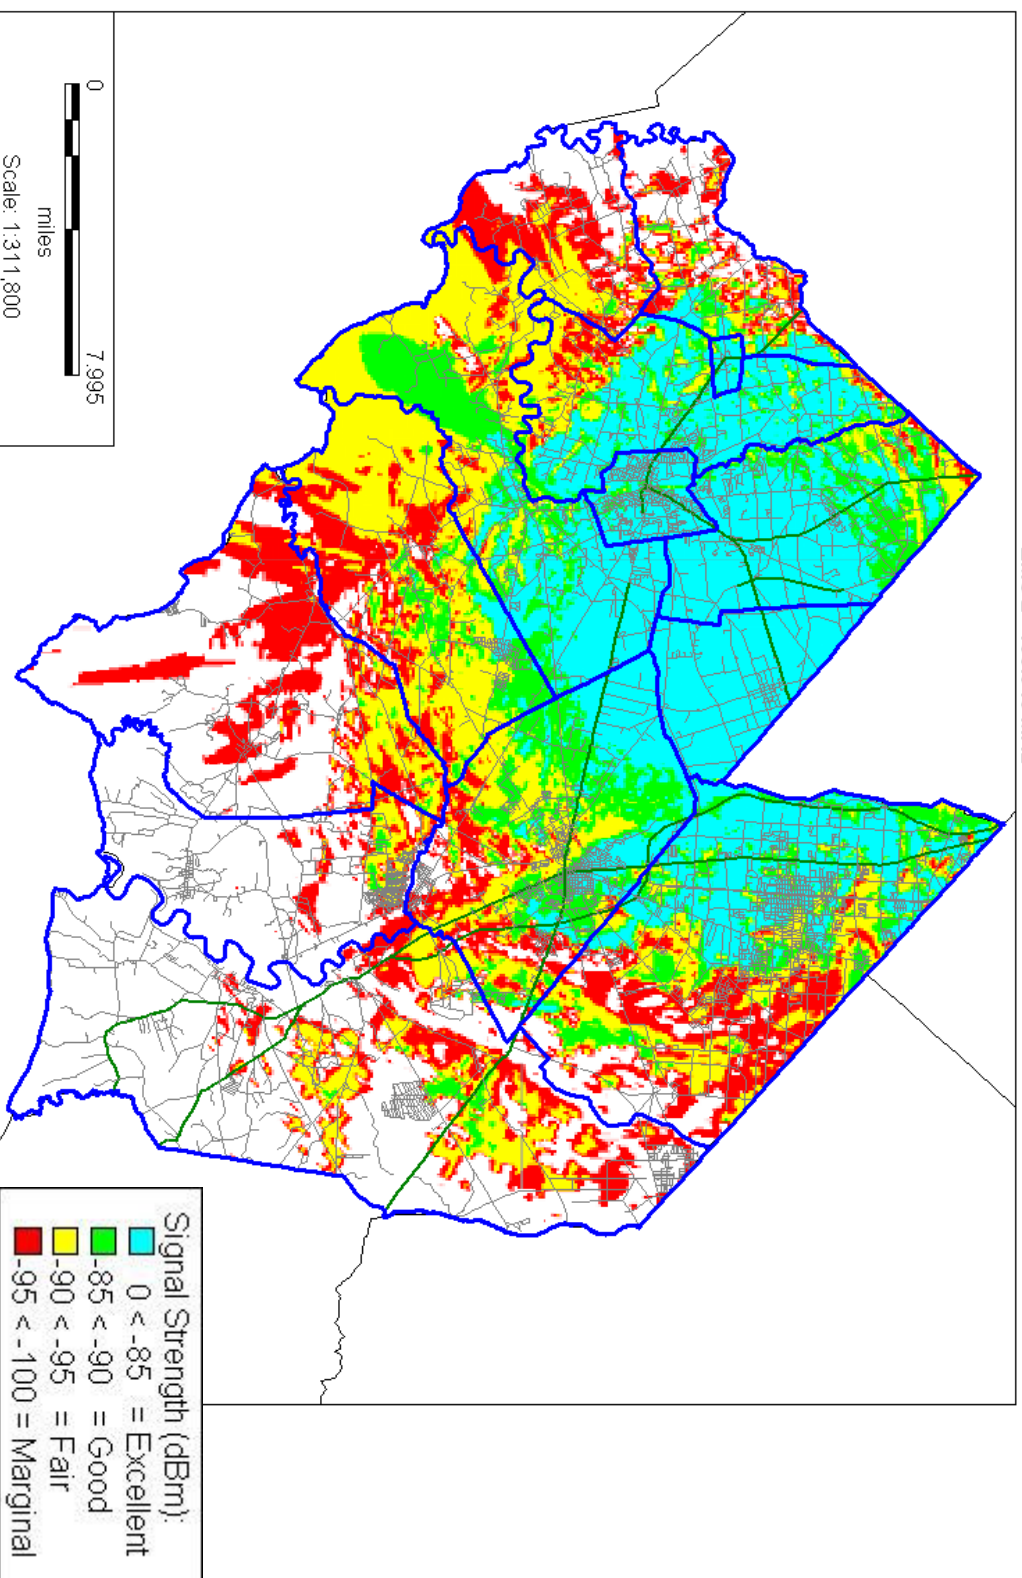 0 7.995
miles
Scale: 1:311,800
Signal Strength (dBm):
0 < -85 = Excellent
-85 < -90 = Good
-90 < -95 = Fair
-95 < -100 = Marginal